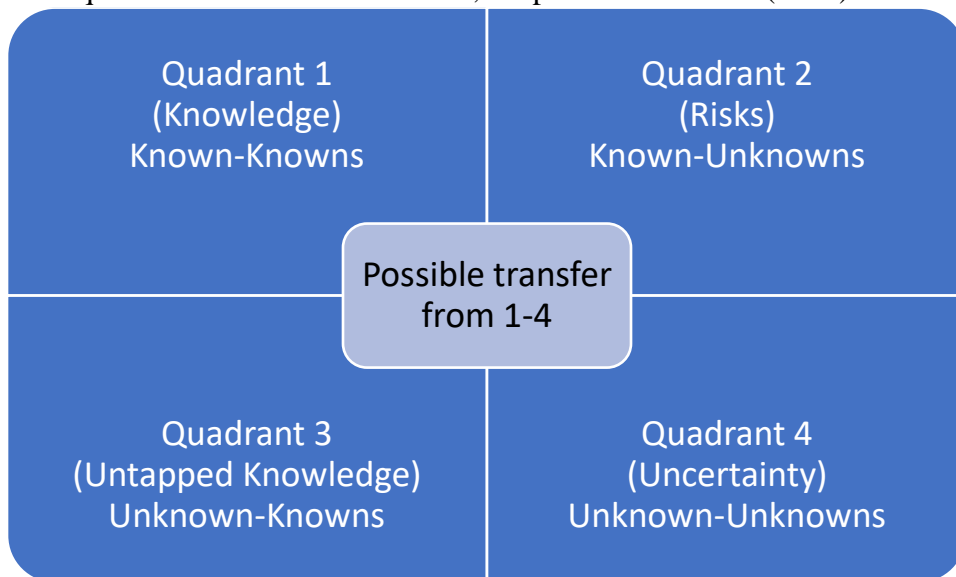 Quadrant 1
(Knowledge)
Known-Knowns
Quadrant 2
(Risks)
Known-Unknowns
Possible transfer
from 1-4
Quadrant 3
(Untapped Knowledge)
Unknown-Knowns
Quadrant 4
(Uncertainty)
Unknown-Unknowns